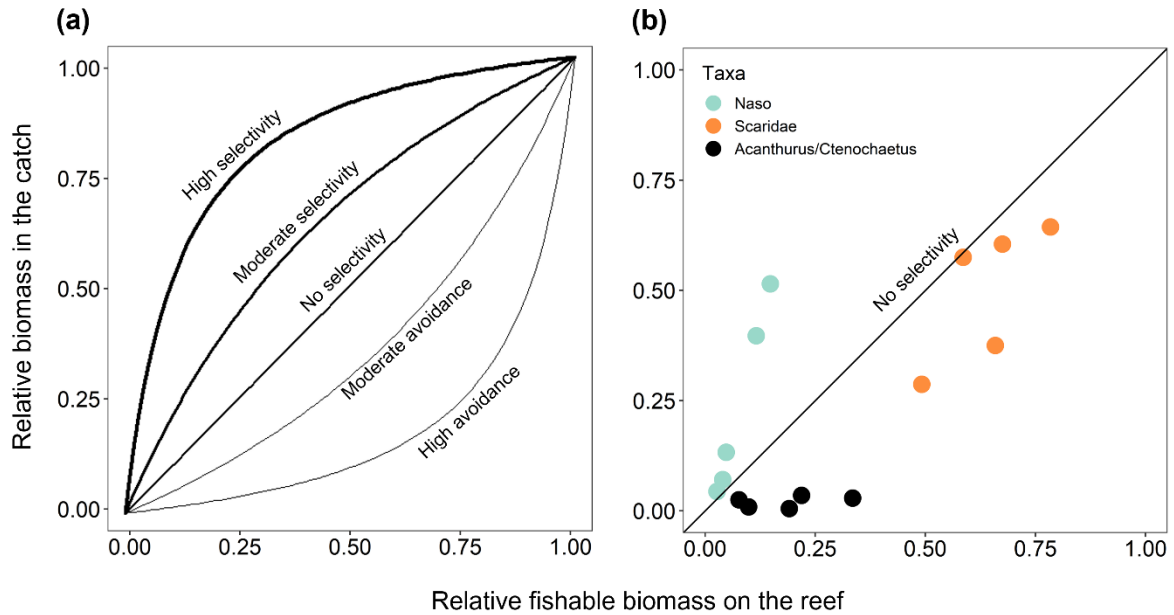 (a)
(b)
Relative biomass in the catch
1.00
0.75
0.50
0.25
0.00
0.00 0.25 0.50 0.75 1.00
High selectivity
Moderate selectivity
No selectivity
Moderate avoidance
High avoidance
1.00
0.75
0.50
0.25
0.00
0.00 0.25 0.50 0.75 1.00
Taxa
Naso
Scaridae
Acanthurus/Ctenochaetus
No selectivity
Relative fishable biomass on the reef